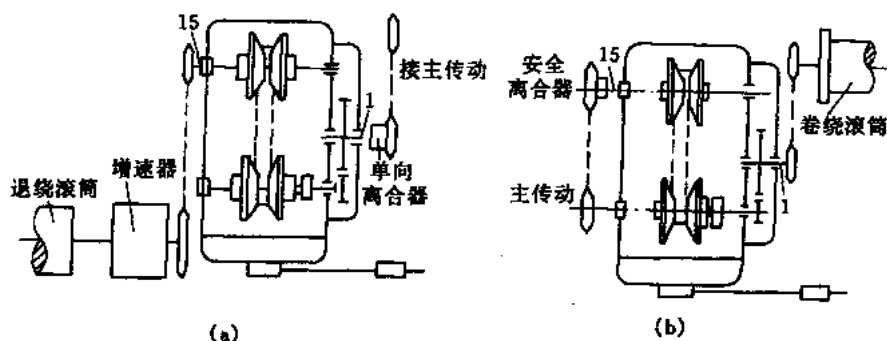 15
接主传动
1
单向
离合器
增速器
退绕滚筒
(a)
安全
离合器
15
卷绕滚筒
主传动
1
(b)